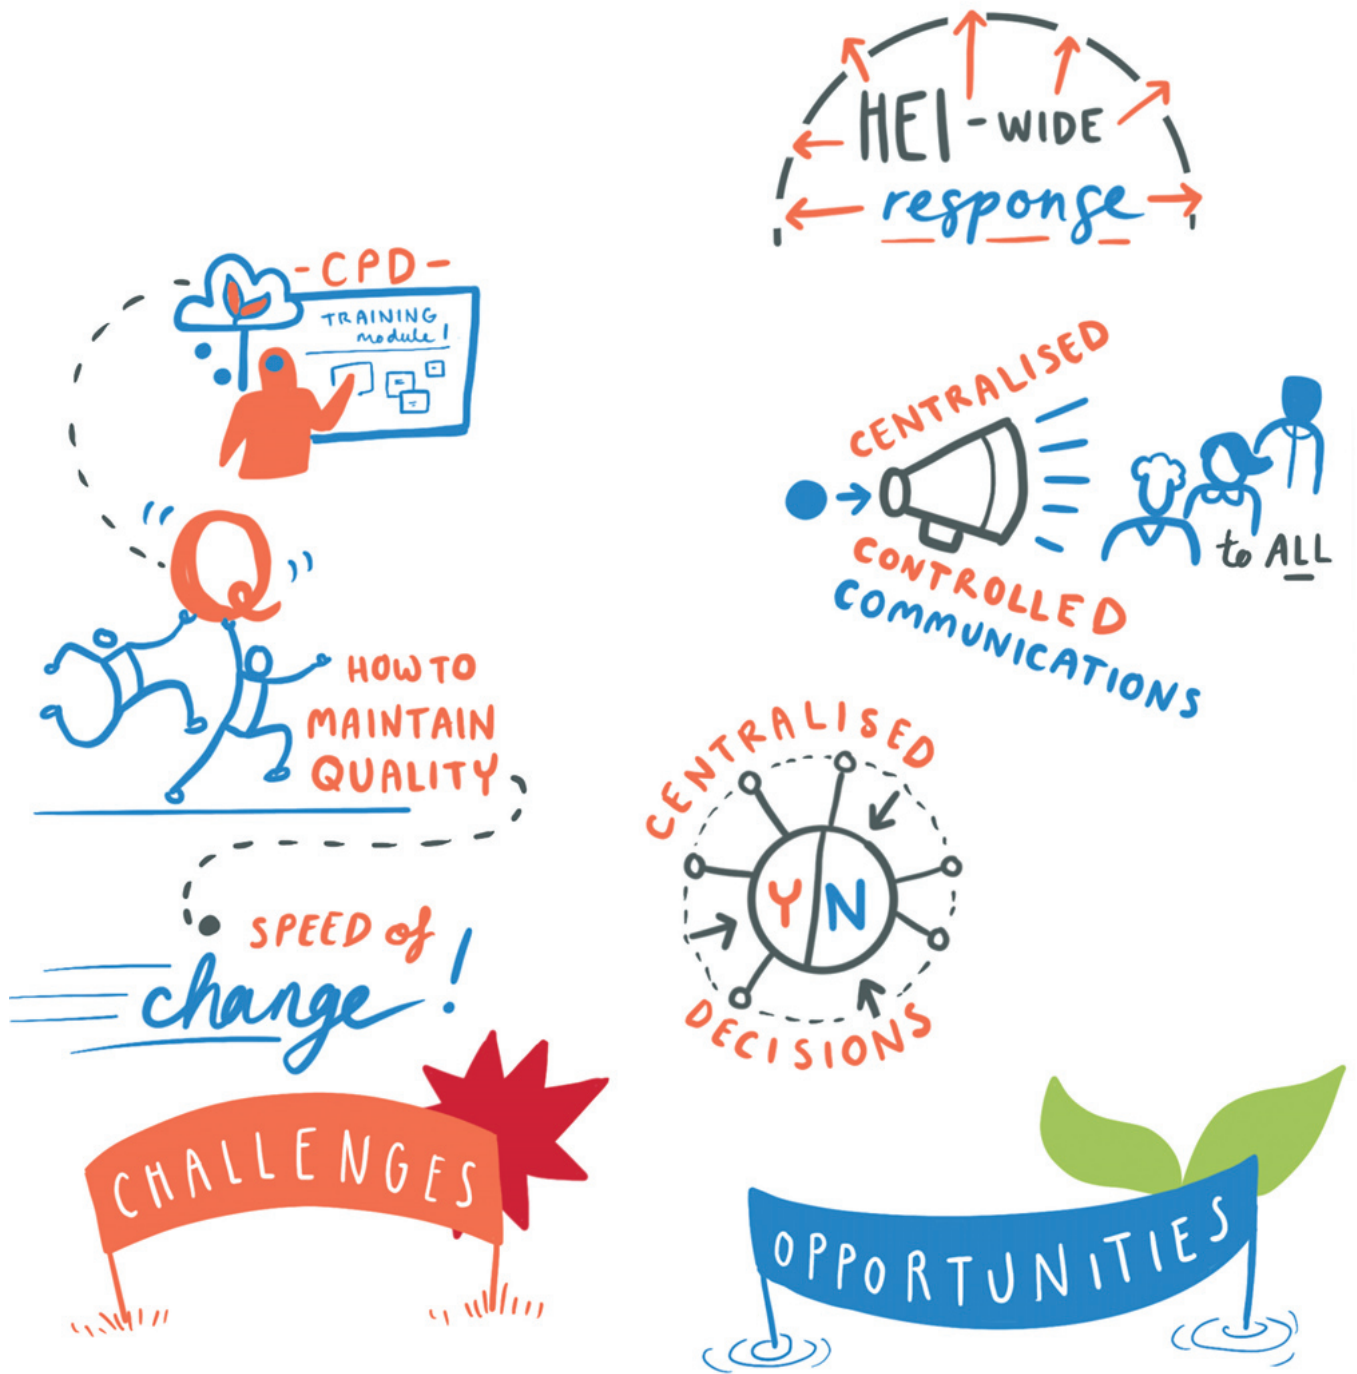 HEI - WIDE
response
- CPD -
TRAINING
module!
CENTRALISED
CONTROLLED
COMMUNICATIONS
to ALL
Q
HOW TO
MAINTAIN
QUALITY
CENTRALISED
Y N
DECISIONS
SPEED of
change!
CHALLENGES
OPPORTUNITIES